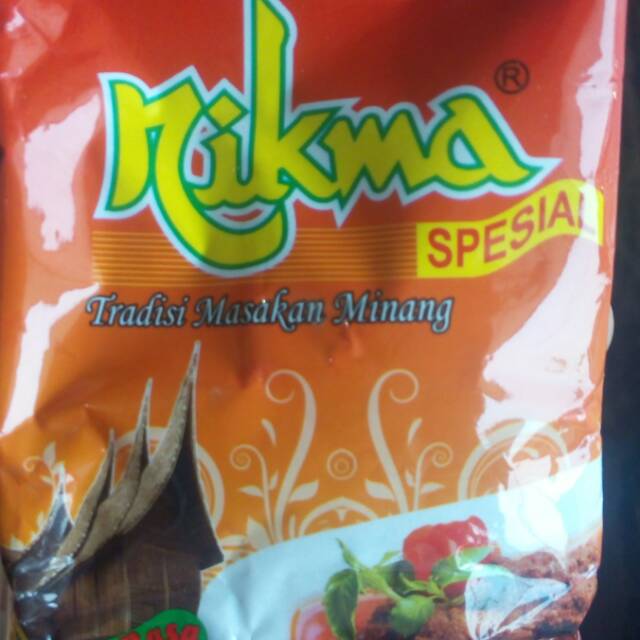 Nikma ®
SPESIAL
Tradisi Masakan Minang